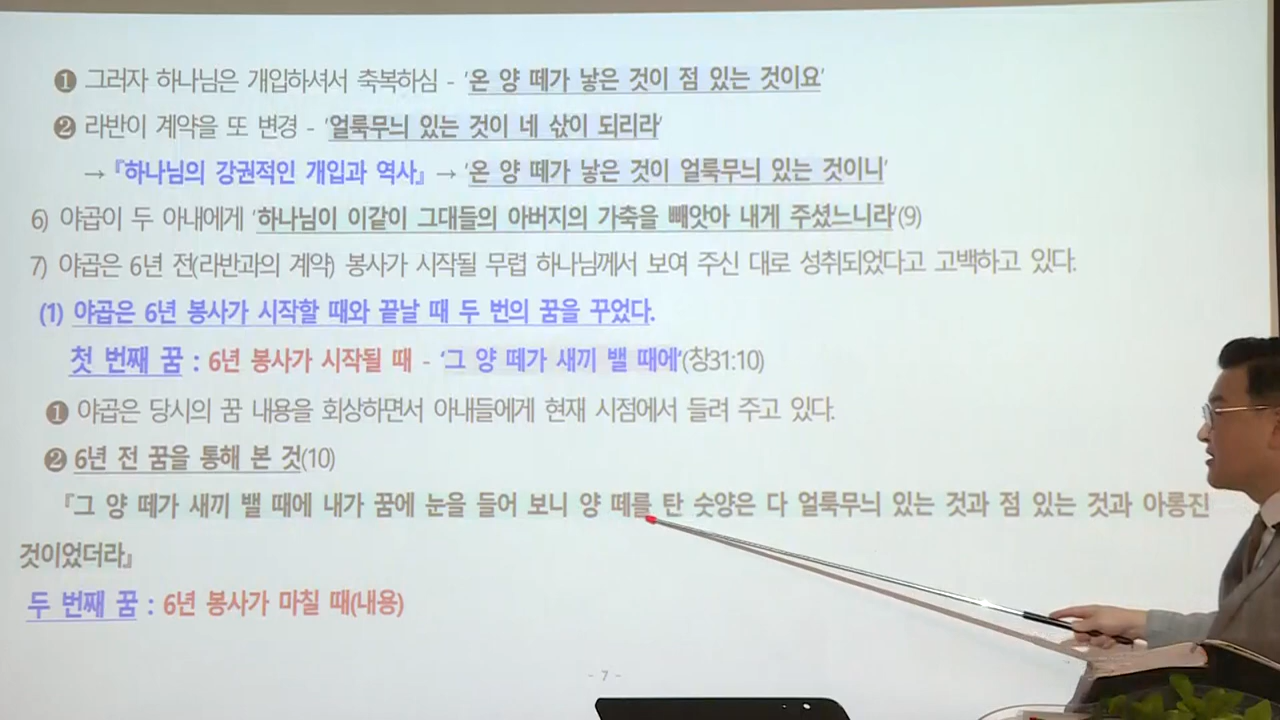 ❶ 그러자 하나님은 개입하셔서 축복하심 - '온 양 떼가 낳은 것이 점 있는 것이요'
❷ 라반이 계약을 또 변경 - '얼룩무늬 있는 것이 네 삯이 되리라'
→『하나님의 강권적인 개입과 역사』→ '온 양 떼가 낳은 것이 얼룩무늬 있는 것이니'
6) 야곱이 두 아내에게 '하나님이 이같이 그대들의 아버지의 가축을 빼앗아 내게 주셨느니라'(9)
7) 야곱은 6년 전(라반과의 계약) 봉사가 시작될 무렵 하나님께서 보여 주신 대로 성취되었다고 고백하고 있다.
(1) 야곱은 6년 봉사가 시작할 때와 끝날 때 두 번의 꿈을 꾸었다.
첫 번째 꿈 : 6년 봉사가 시작될 때 - '그 양 떼가 새끼 밸 때에'(창31:10)
❶ 야곱은 당시의 꿈 내용을 회상하면서 아내들에게 현재 시점에서 들려 주고 있다.
❷ 6년 전 꿈을 통해 본 것(10)
『그 양 떼가 새끼 밸 때에 내가 꿈에 눈을 들어 보니 양 떼를 탄 숫양은 다 얼룩무늬 있는 것과 점 있는 것과 아롱진
것이었더라』
두 번째 꿈 : 6년 봉사가 마칠 때(내용)
- 7 -